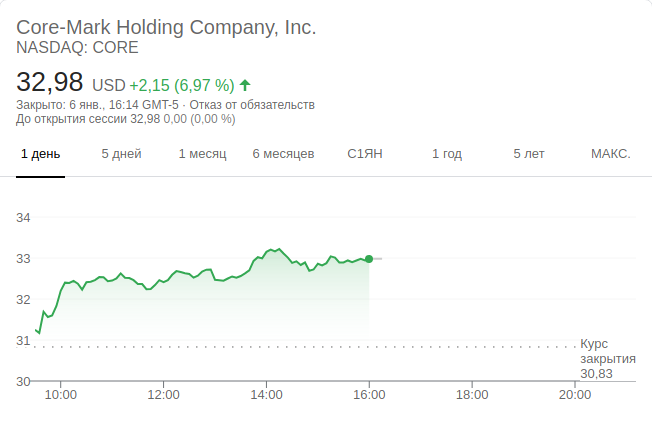 Core-Mark Holding Company, Inc.
NASDAQ: CORE
32,98 USD +2,15 (6,97 %) ↑
Закрыто: 6 янв., 16:14 GMT-5 · Отказ от обязательств
До открытия сессии 32,98 0,00 (0,00 %)
1 день 5 дней 1 месяц 6 месяцев С1ЯН 1 год 5 лет МАКС.
34
33
32
31
Курс
закрытия
30,83
30
10:00 12:00 14:00 16:00 18:00 20:00